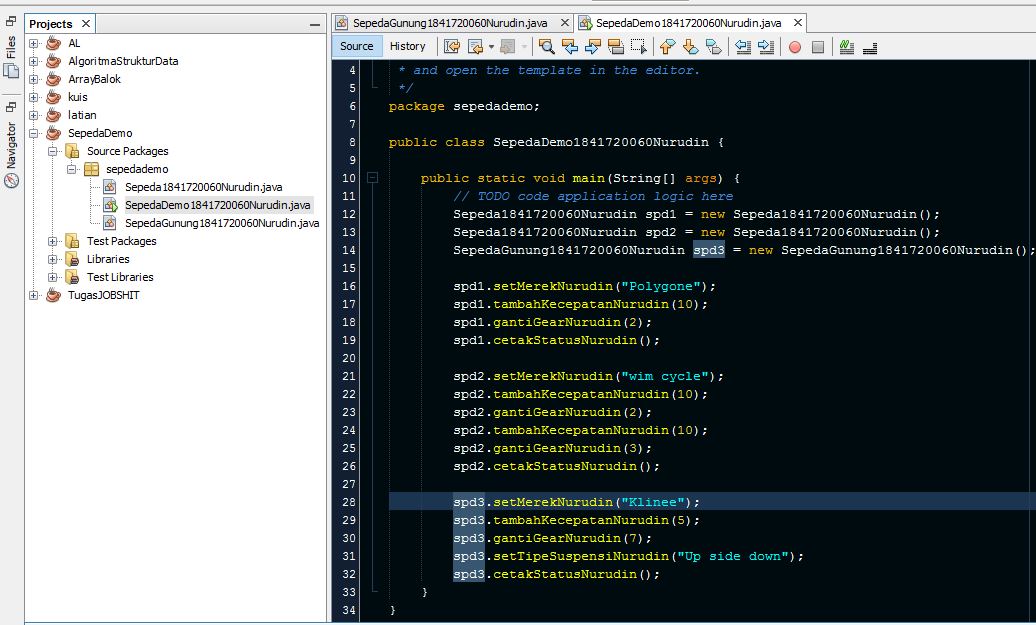 Projects
Files
Navigator
AL
AlgoritmaStrukturData
ArrayBalok
kuis
latian
SepedaDemo
Source Packages
sepedademo
Sepeda1841720060Nurudin.java
SepedaDemo1841720060Nurudin.java
SepedaGunung1841720060Nurudin.java
Test Packages
Libraries
Test Libraries
TugasJOBSHIT
SepedaGunung1841720060Nurudin.java
SepedaDemo1841720060Nurudin.java
Source History
4 * and open the template in the editor.
5 */
6 package sepedademo;
7
8 public class SepedaDemo1841720060Nurudin {
9
10 public static void main(String[] args) {
11 // TODO code application logic here
12 Sepeda1841720060Nurudin spd1 = new Sepeda1841720060Nurudin();
13 Sepeda1841720060Nurudin spd2 = new Sepeda1841720060Nurudin();
14 SepedaGunung1841720060Nurudin spd3 = new SepedaGunung1841720060Nurudin();
15
16 spd1.setMerekNurudin("Polygone");
17 spd1.tambahKecepatanNurudin(10);
18 spd1.gantiGearNurudin(2);
19 spd1.cetakStatusNurudin();
20
21 spd2.setMerekNurudin("wim cycle");
22 spd2.tambahKecepatanNurudin(10);
23 spd2.gantiGearNurudin(2);
24 spd2.tambahKecepatanNurudin(10);
25 spd2.gantiGearNurudin(3);
26 spd2.cetakStatusNurudin();
27
28 spd3.setMerekNurudin("Klinee");
29 spd3.tambahKecepatanNurudin(5);
30 spd3.gantiGearNurudin(7);
31 spd3.setTipeSuspensiNurudin("Up side down");
32 spd3.cetakStatusNurudin();
33 }
34 }